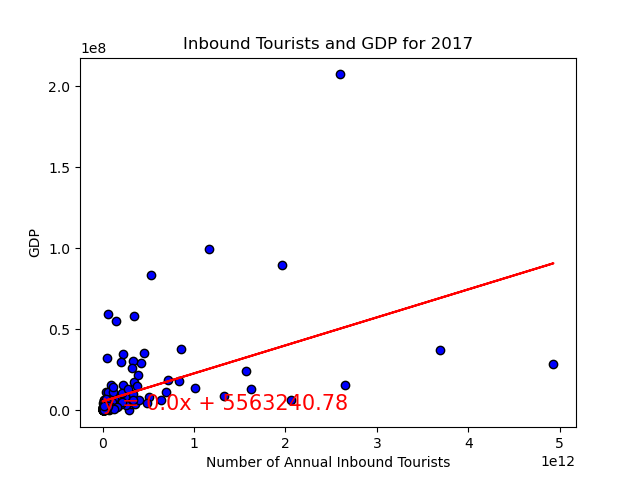 Inbound Tourists and GDP for 2017
1e8
2.0
1.5
1.0
0.5
0.0
GDP
y = 0.0x + 5563240.78
0
1
2
3
4
5
1e12
Number of Annual Inbound Tourists